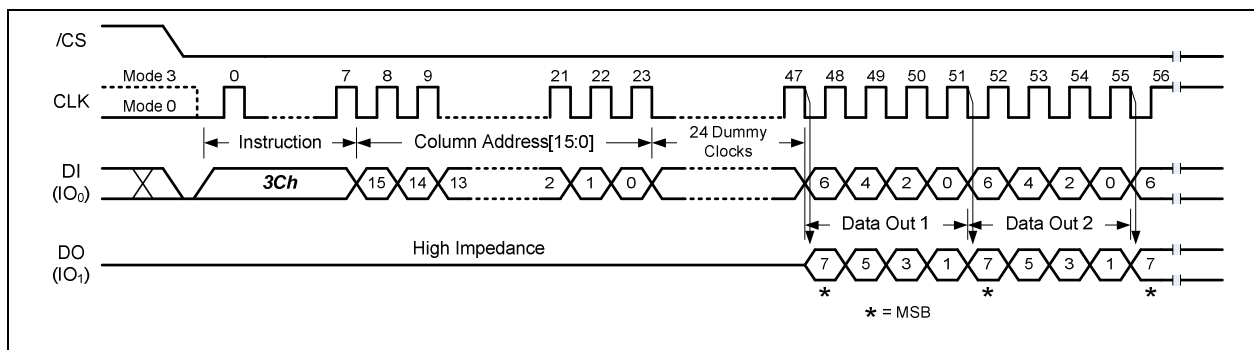 /CS
Mode 3 0 7 8 9 21 22 23 47 48 49 50 51 52 53 54 55 56
CLK Mode 0
Instruction Column Address[15:0] 24 Dummy Clocks
DI (IO0) 3Ch 15 14 13 2 1 0 6 4 2 0 6 4 2 0 6
Data Out 1 Data Out 2
High Impedance
DO (IO1) 7 5 3 1 7 5 3 1 7
* * *
* = MSB